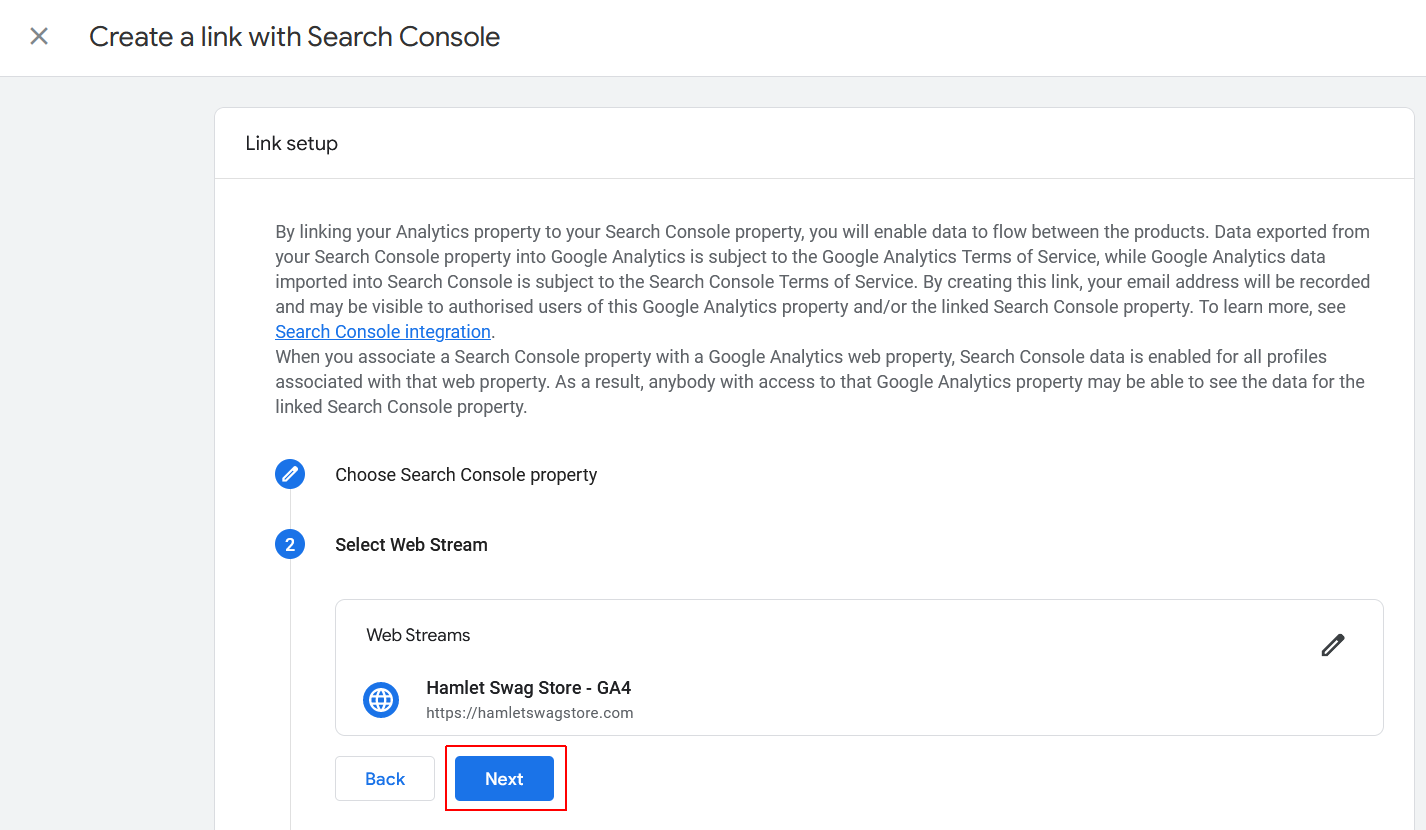 Create a link with Search Console
Link setup
By linking your Analytics property to your Search Console property, you will enable data to flow between the products. Data exported from
your Search Console property into Google Analytics is subject to the Google Analytics Terms of Service, while Google Analytics data
imported into Search Console is subject to the Search Console Terms of Service. By creating this link, your email address will be recorded
and may be visible to authorised users of this Google Analytics property and/or the linked Search Console property. To learn more, see
Search Console integration.
When you associate a Search Console property with a Google Analytics web property, Search Console data is enabled for all profiles
associated with that web property. As a result, anybody with access to that Google Analytics property may be able to see the data for the
linked Search Console property.
Choose Search Console property
2 Select Web Stream
Web Streams
Hamlet Swag Store - GA4
https://hamletswagstore.com
Back Next